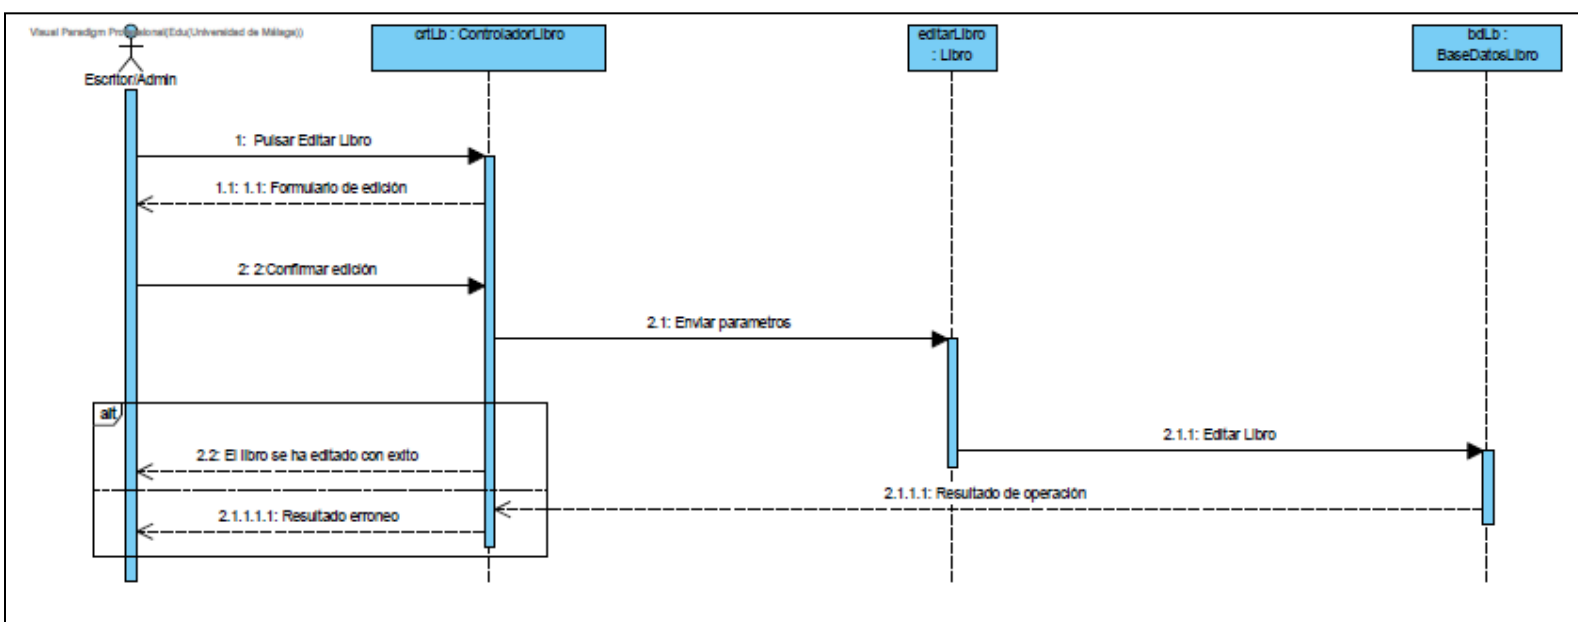 Visual Paradigm Professional(Edu(Universidad de Málaga))
Escritor/Admin
crtLb : ControladorLibro
editarLibro
: Libro
bdLb :
BaseDatosLibro
1: Pulsar Editar Libro
1.1: 1.1: Formulario de edición
2: 2:Confirmar edición
2.1: Enviar parametros
alt
2.1.1: Editar Libro
2.2: El libro se ha editado con exito
2.1.1.1: Resultado de operación
2.1.1.1.1: Resultado erroneo